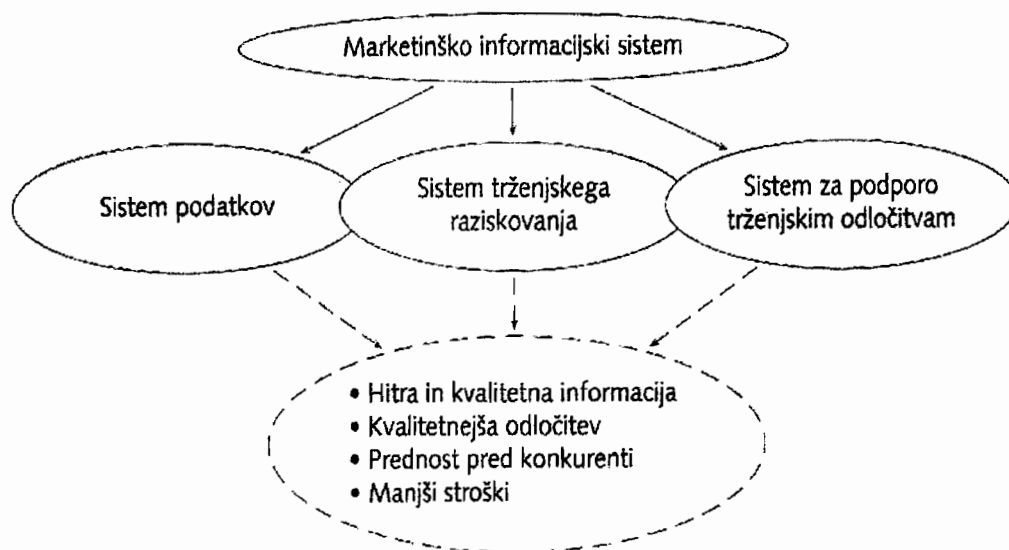 Marketinško informacijski sistem
Sistem podatkov
Sistem trženjskega
raziskovanja
Sistem za podporo
trženjskim odločitvam
• Hitra in kvalitetna informacija
• Kvalitetnejša odločitev
• Prednost pred konkurenti
• Manjši stroški